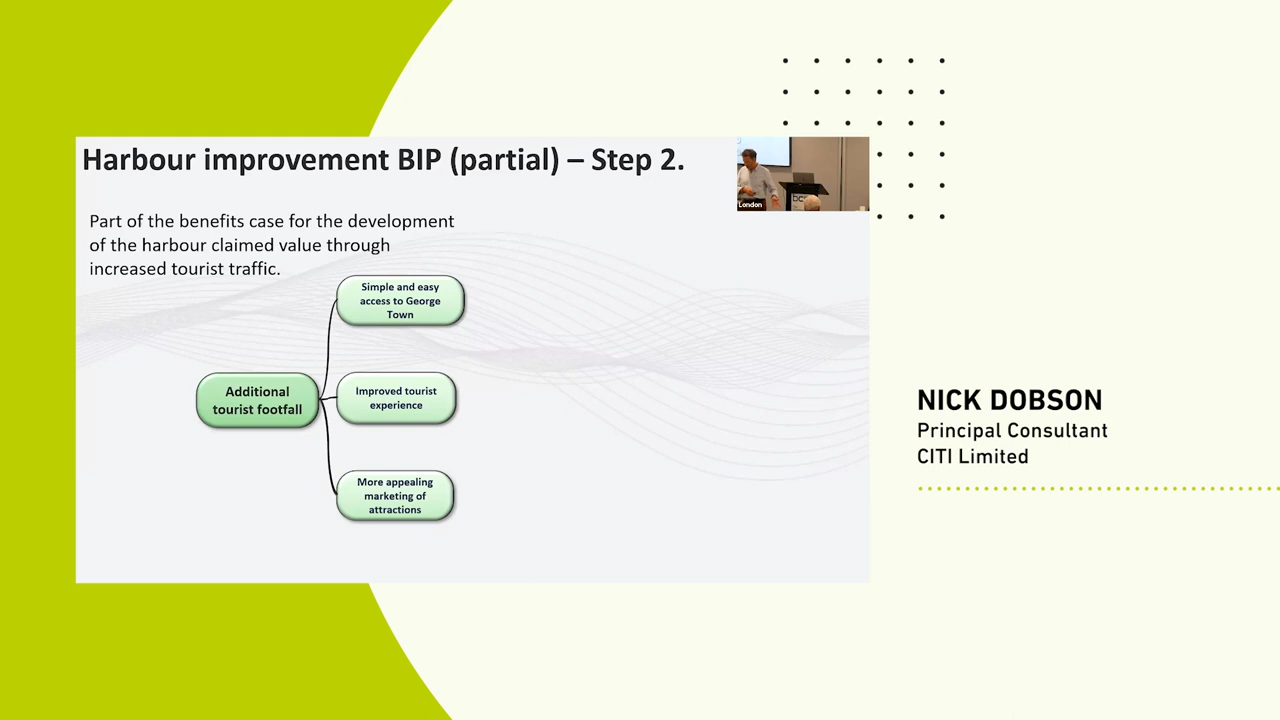 Harbour improvement BIP (partial) – Step 2.
Part of the benefits case for the development
of the harbour claimed value through
increased tourist traffic.
Simple and easy
access to George
Town
Additional
tourist footfall
Improved tourist
experience
More appealing
marketing of
attractions
London
NICK DOBSON
Principal Consultant
CITI Limited